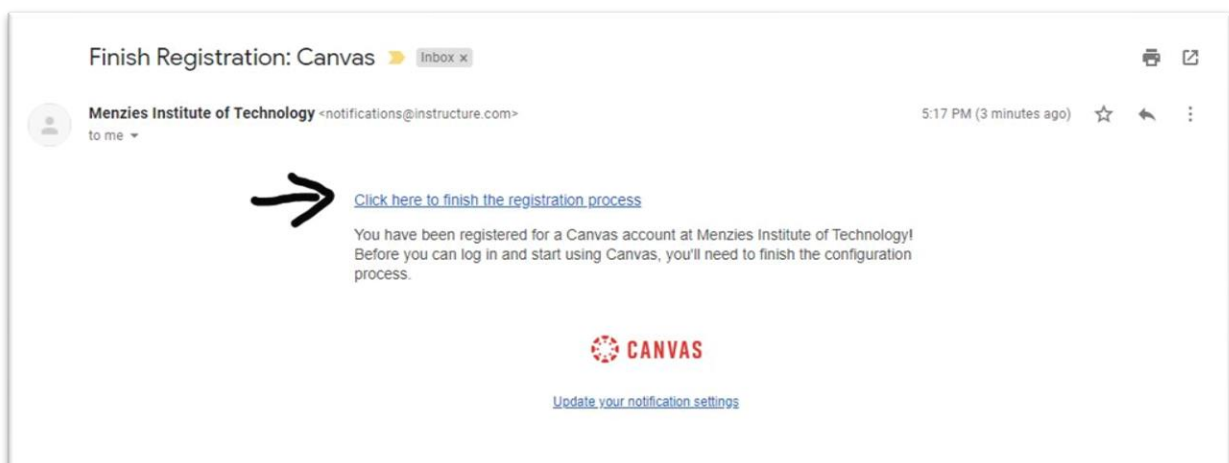 Finish Registration: Canvas Inbox x
Menzies Institute of Technology <notifications@instructure.com> 5:17 PM (3 minutes ago)
to me
Click here to finish the registration process
You have been registered for a Canvas account at Menzies Institute of Technology!
Before you can log in and start using Canvas, you'll need to finish the configuration
process.
CANVAS
Update your notification settings